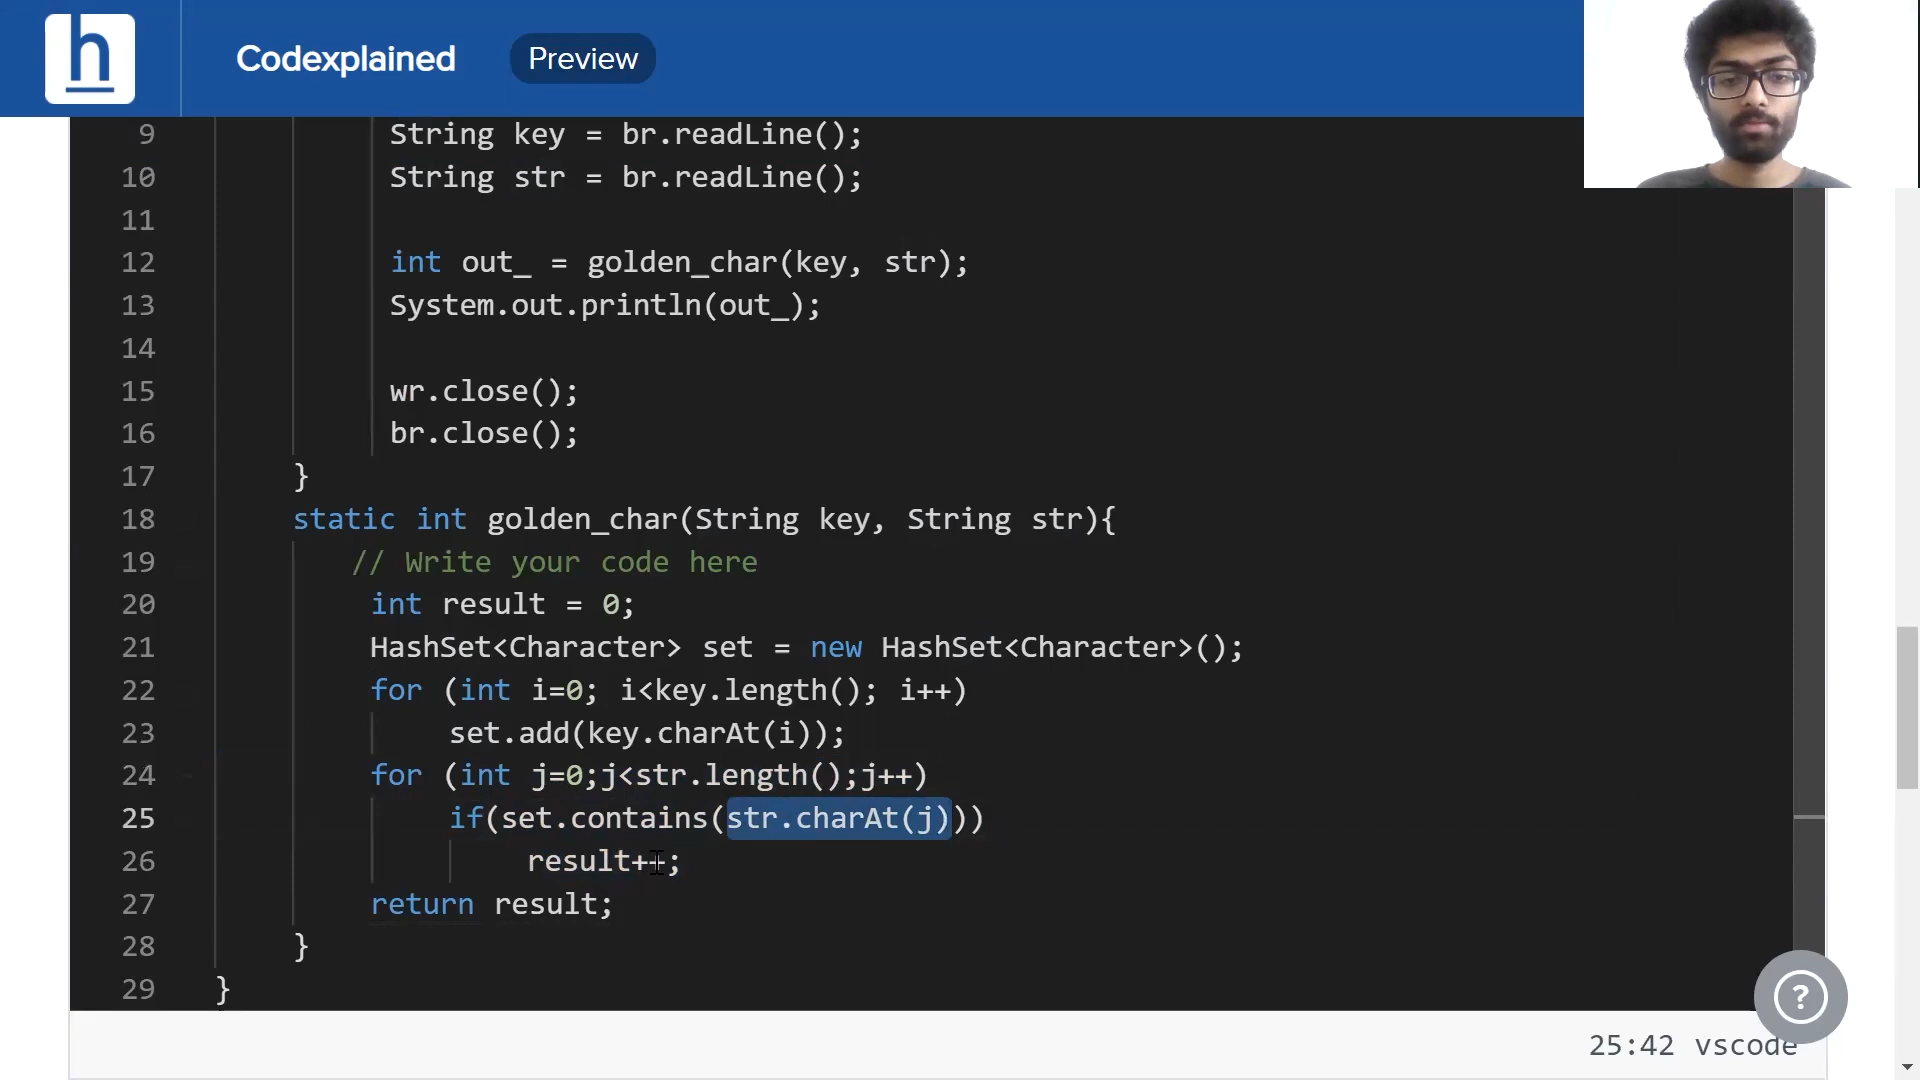 h
Codexplained Preview
9 String key = br.readLine();
10 String str = br.readLine();
11
12 int out_ = golden_char(key, str);
13 System.out.println(out_);
14
15 wr.close();
16 br.close();
17 }
18 static int golden_char(String key, String str){
19 // Write your code here
20 int result = 0;
21 HashSet<Character> set = new HashSet<Character>();
22 for (int i=0; i<key.length(); i++)
23 set.add(key.charAt(i));
24 for (int j=0;j<str.length();j++)
25 if(set.contains(str.charAt(j)))
26 result++;
27 return result;
28 }
29 }
?
25:42 vscode